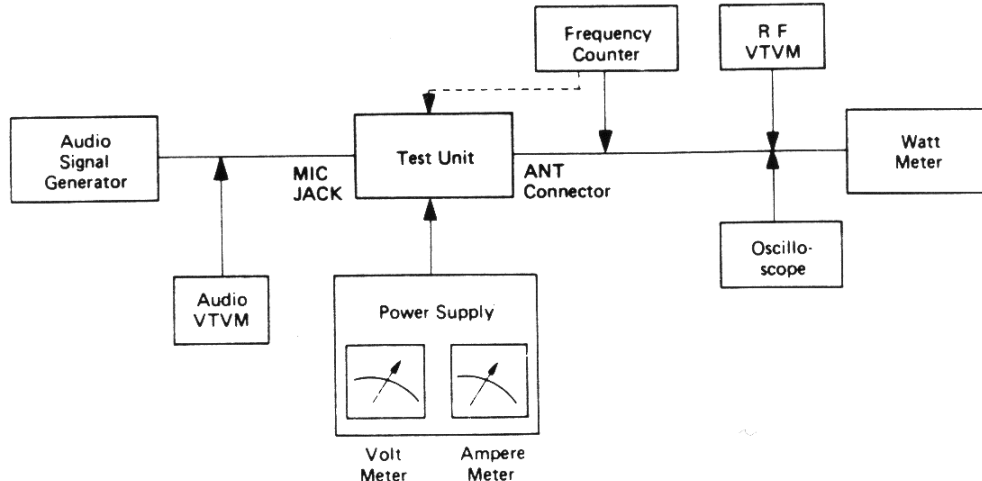 Frequency
Counter
R F
VTVM
Audio
Signal
Generator
MIC
JACK
Test Unit
ANT
Connector
Watt
Meter
Oscillo-
scope
Audio
VTVM
Power Supply
Volt
Meter
Ampere
Meter